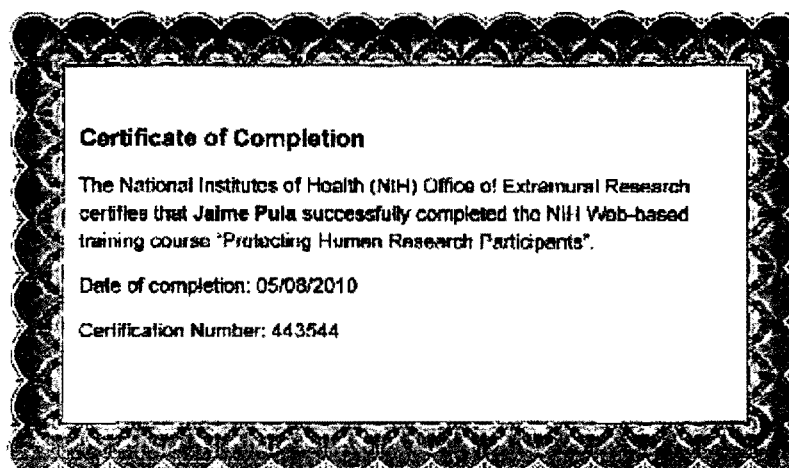 Certificate of Completion
The National Institutes of Health (NIH) Office of Extramural Research
certifies that Jaime Pula successfully completed the NIH Web-based
training course "Protecting Human Research Participants".
Date of completion: 05/08/2010
Certification Number: 443544